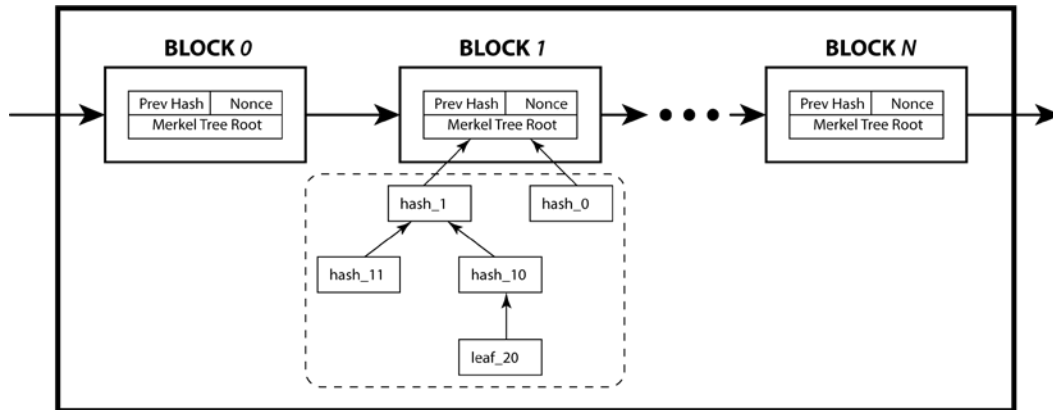 BLOCK 0
BLOCK 1
BLOCK N
Prev Hash Nonce
Merkel Tree Root
Prev Hash Nonce
Merkel Tree Root
Prev Hash Nonce
Merkel Tree Root
hash_1
hash_0
hash_11
hash_10
leaf_20